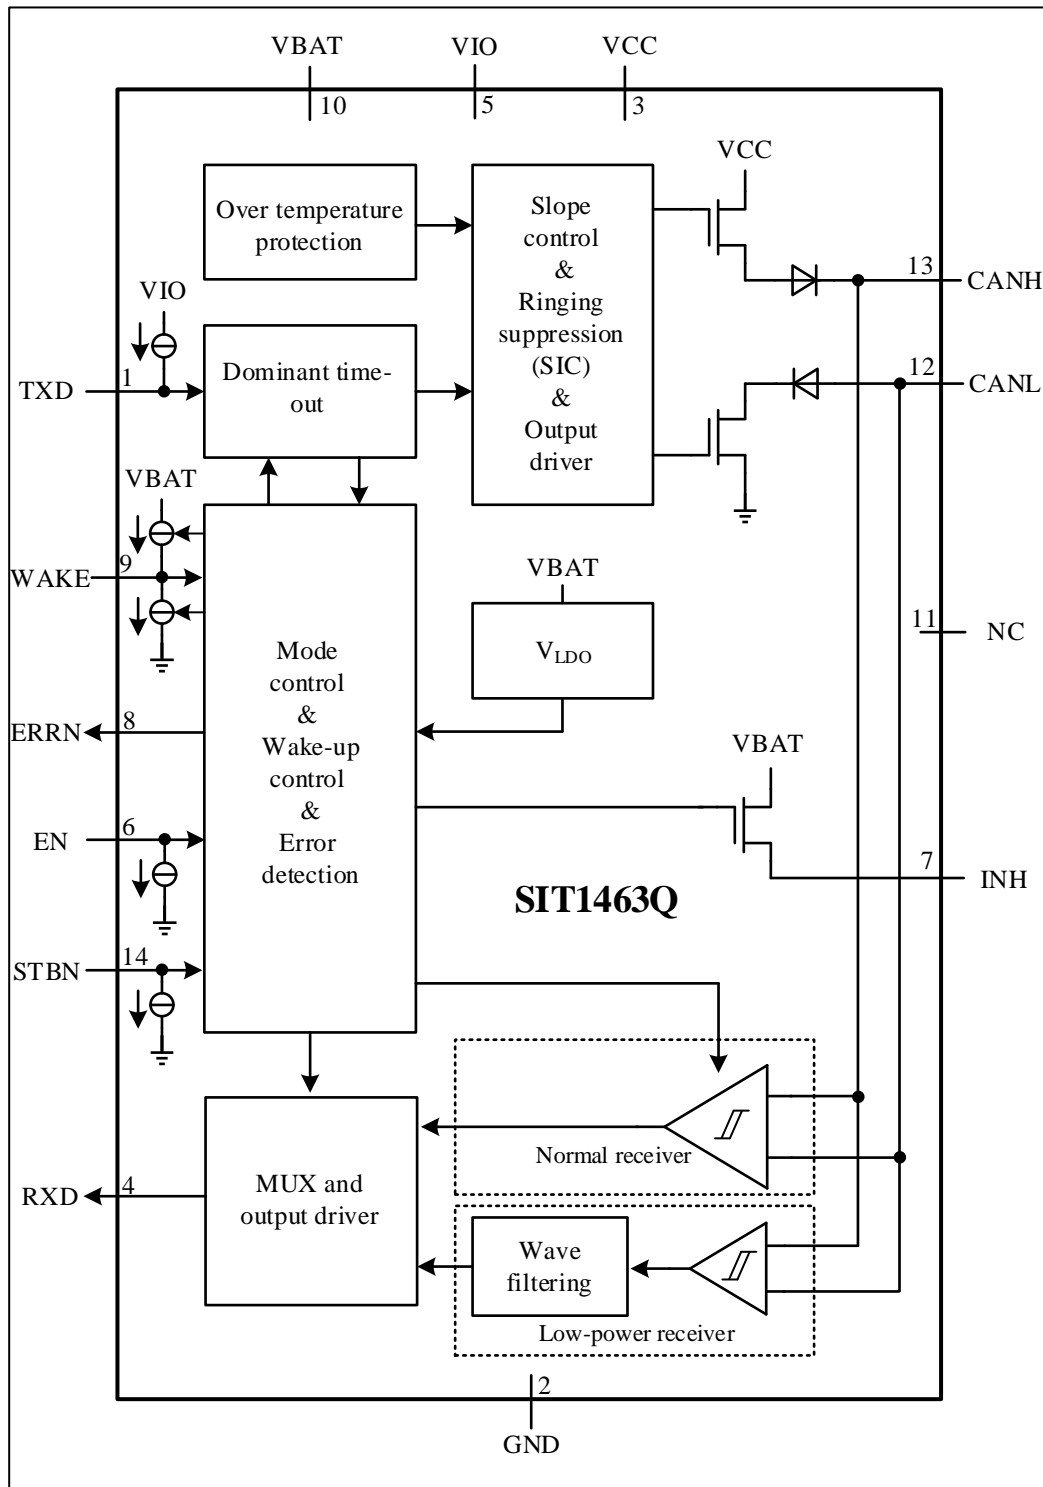 VBAT
VIO
VCC
10
5
3
VCC
Over temperature
protection
Slope
control
&
Ringing
suppression
(SIC)
&
Output
driver
13
CANH
VIO
TXD
1
Dominant time-
out
12
CANL
VBAT
WAKE
9
VBAT
VLDO
11
NC
Mode
control
&
Wake-up
control
&
Error
detection
ERRN
8
VBAT
EN
6
7
INH
SIT1463Q
STBN
14
Normal receiver
RXD
4
MUX and
output driver
Wave
filtering
Low-power receiver
2
GND